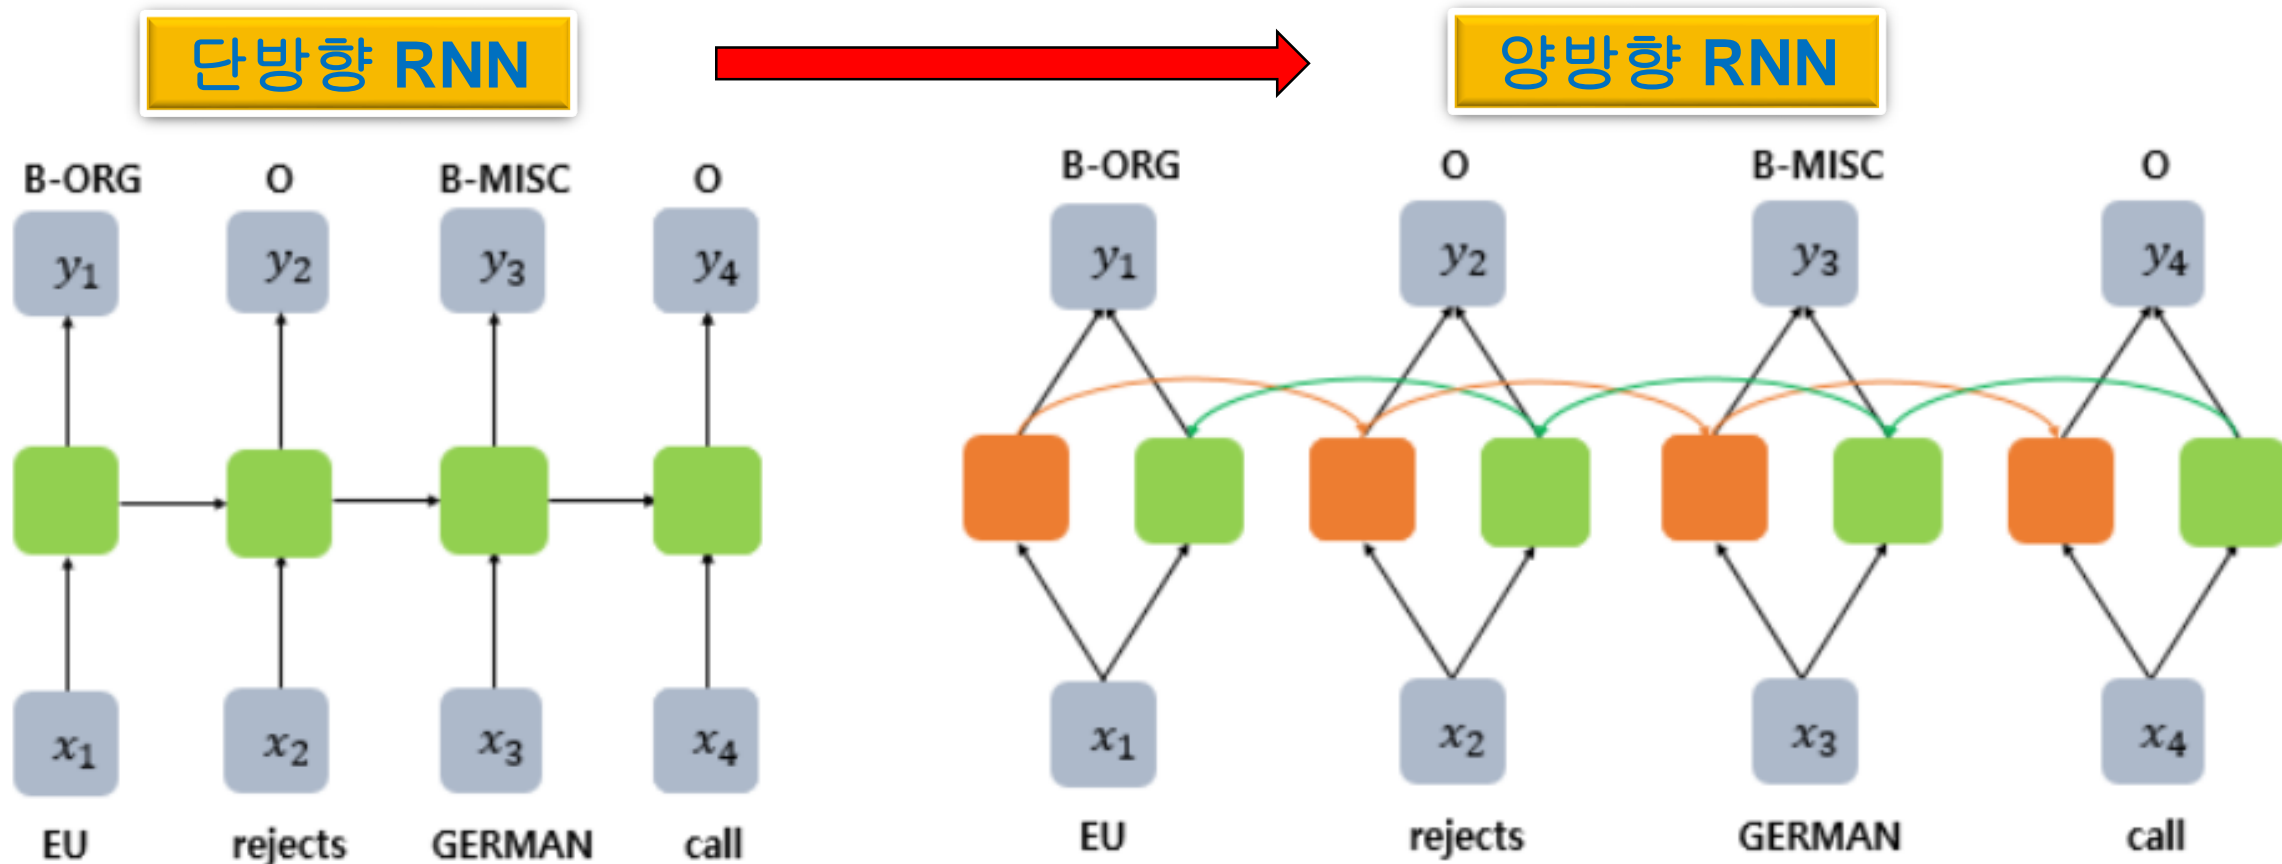 단방향 RNN
양방향 RNN
B-ORG O B-MISC O
y1 y2 y3 y4
x1 x2 x3 x4
EU rejects GERMAN call
B-ORG O B-MISC O
y1 y2 y3 y4
x1 x2 x3 x4
EU rejects GERMAN call